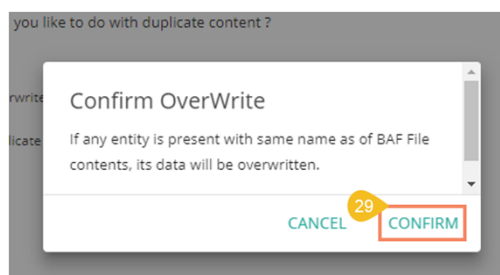 you like to do with duplicate content ?
rwrite
licate
Confirm OverWrite
If any entity is present with same name as of BAF File
contents, its data will be overwritten.
29
CANCEL CONFIRM